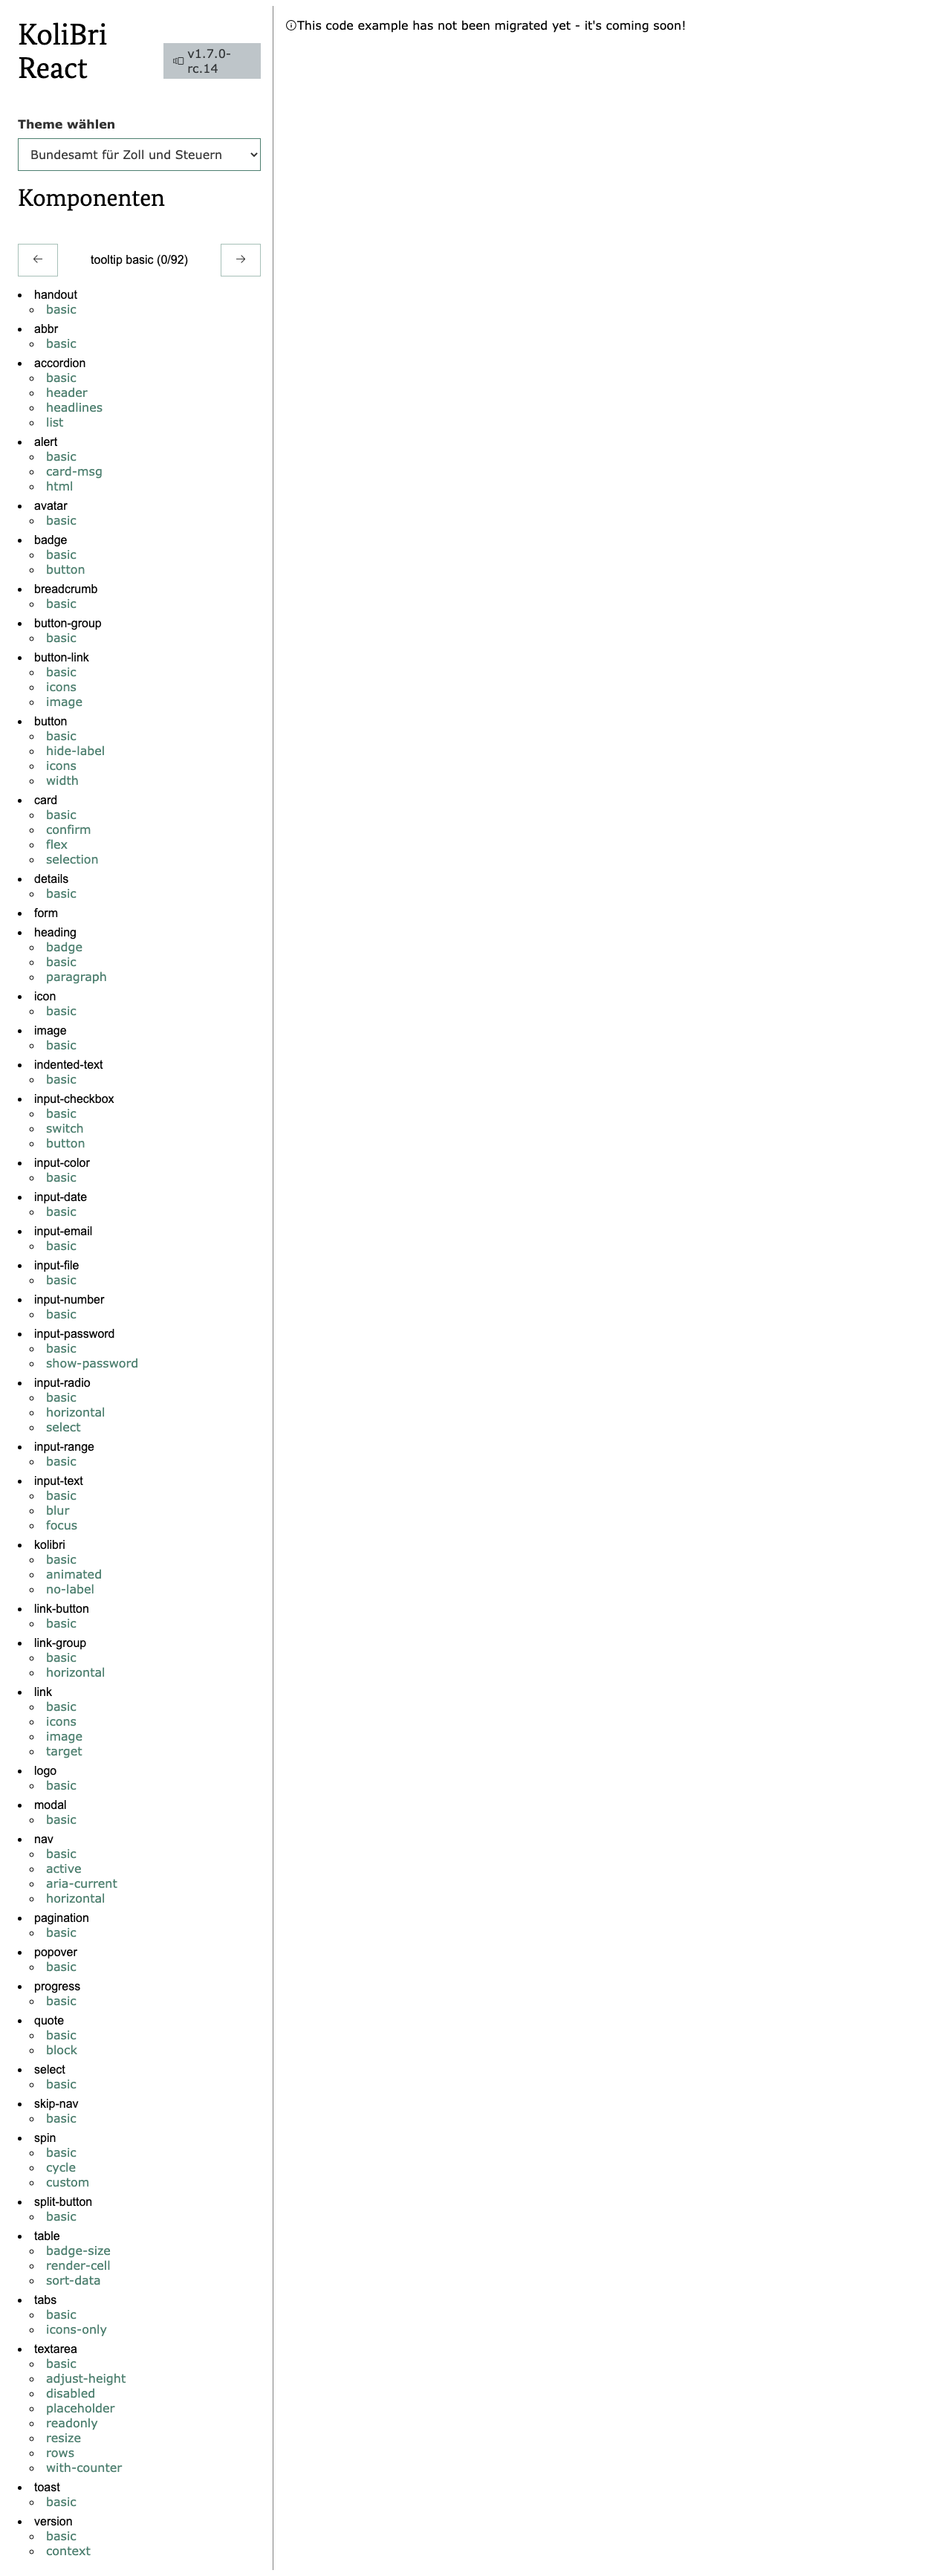 KoliBri
React
v1.7.0-
rc.14
Theme wählen
Bundesamt für Zoll und Steuern
Komponenten
tooltip basic (0/92)
handout
basic
abbr
basic
accordion
basic
header
headlines
list
alert
basic
card-msg
html
avatar
basic
badge
basic
button
breadcrumb
basic
button-group
basic
button-link
basic
icons
image
button
basic
hide-label
icons
width
card
basic
confirm
flex
selection
details
basic
form
heading
badge
basic
paragraph
icon
basic
image
basic
indented-text
basic
input-checkbox
basic
switch
button
input-color
basic
input-date
basic
input-email
basic
input-file
basic
input-number
basic
input-password
basic
show-password
input-radio
basic
horizontal
select
input-range
basic
input-text
basic
blur
focus
kolibri
basic
animated
no-label
link-button
basic
link-group
basic
horizontal
link
basic
icons
image
target
logo
basic
modal
basic
nav
basic
active
aria-current
horizontal
pagination
basic
popover
basic
progress
basic
quote
basic
block
select
basic
skip-nav
basic
spin
basic
cycle
custom
split-button
basic
table
badge-size
render-cell
sort-data
tabs
basic
icons-only
textarea
basic
adjust-height
disabled
placeholder
readonly
resize
rows
with-counter
toast
basic
version
basic
context
This code example has not been migrated yet - it's coming soon!